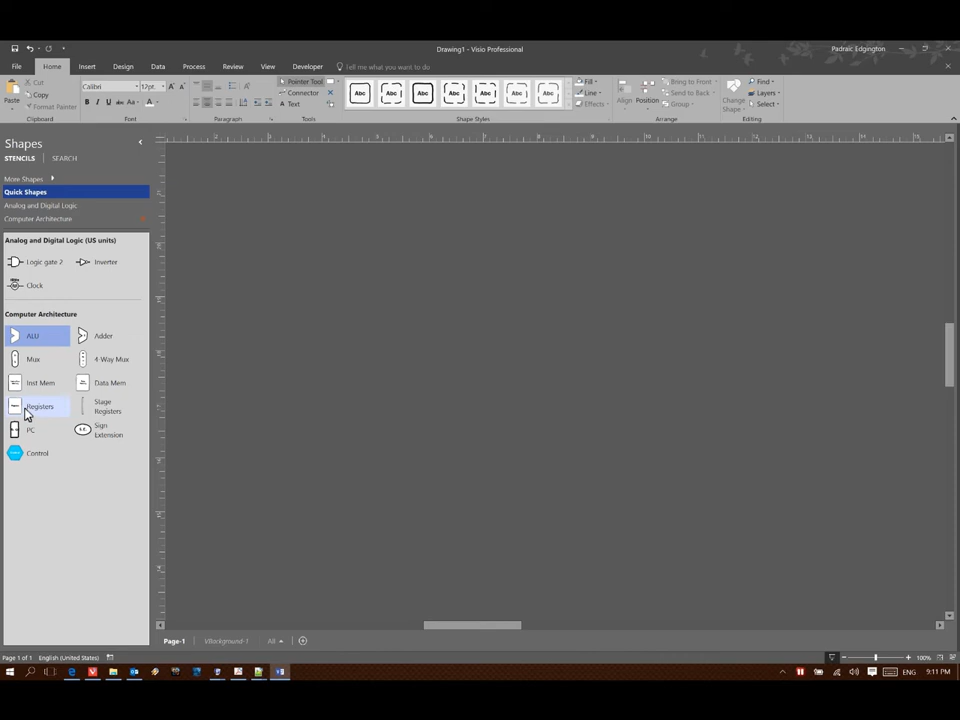 Drawing1 - Visio Professional
Padraic Edgington
File Home Insert Design Data Process Review View Developer Tell me what you want to do
Cut
Copy
Format Painter
Paste
Clipboard
Calibri 12pt.
Font
Paragraph
Pointer Tool
Connector
Text
Tools
Abc Abc Abc Abc Abc Abc Abc
Shape Styles
Fill
Line
Effects
Align
Position
Bring to Front
Send to Back
Group
Arrange
Change
Shape
Find
Layers
Select
Editing
Shapes
STENCILS SEARCH
More Shapes
Quick Shapes
Analog and Digital Logic
Computer Architecture
Analog and Digital Logic (US units)
Logic gate 2 Inverter
Clock
Computer Architecture
ALU Adder
Mux 4-Way Mux
Inst Mem Data Mem
Registers Stage
Registers
PC Sign
Extension
S.E.
Control
Page-1 VBackground-1 All
Page 1 of 1 English (United States)
100%
ENG 9:11 PM